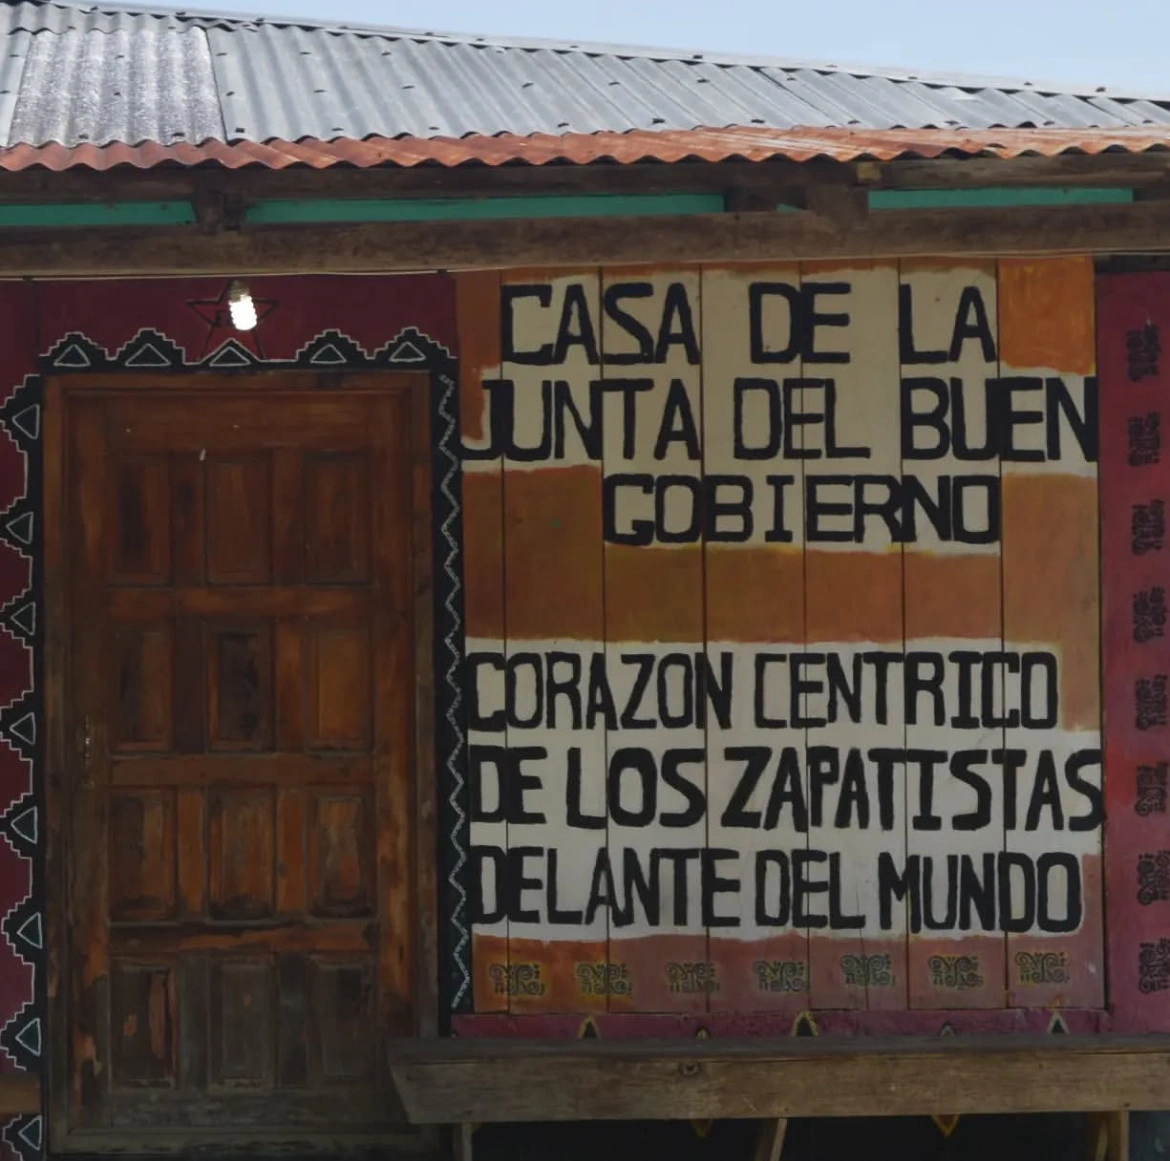 CASA DE LA
JUNTA DEL BUEN
GOBIERNO
CORAZON CENTRICO
DE LOS ZAPATISTAS
DELANTE DEL MUNDO